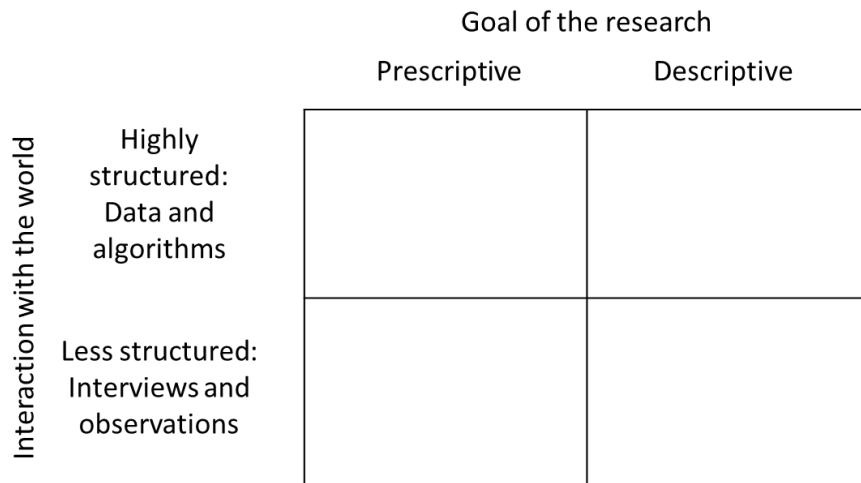 Goal of the research
Prescriptive
Descriptive
Interaction with the world
Highly
structured:
Data and
algorithms
Less structured:
Interviews and
observations